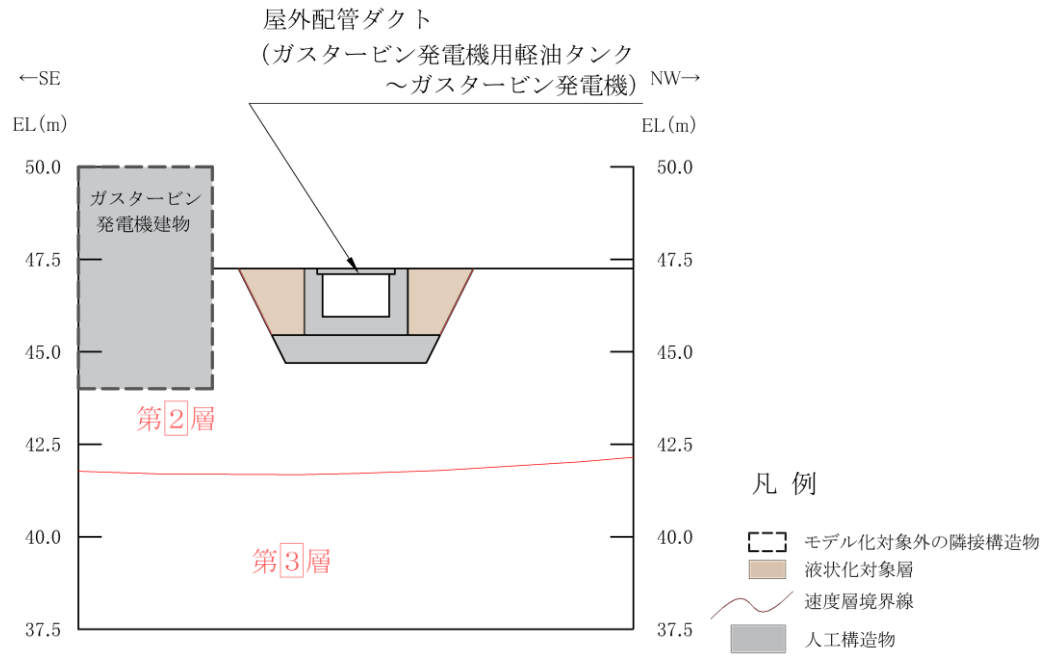 屋外配管ダクト
(ガスタービン発電機用軽油タンク
～ガスタービン発電機)
←SE
NW→
EL(m)
EL(m)
50.0
50.0
ガスタービン
発電機建物
47.5
47.5
45.0
45.0
第2層
42.5
42.5
凡 例
40.0
40.0
モデル化対象外の隣接構造物
第3層
液状化対象層
速度層境界線
37.5
37.5
人工構造物